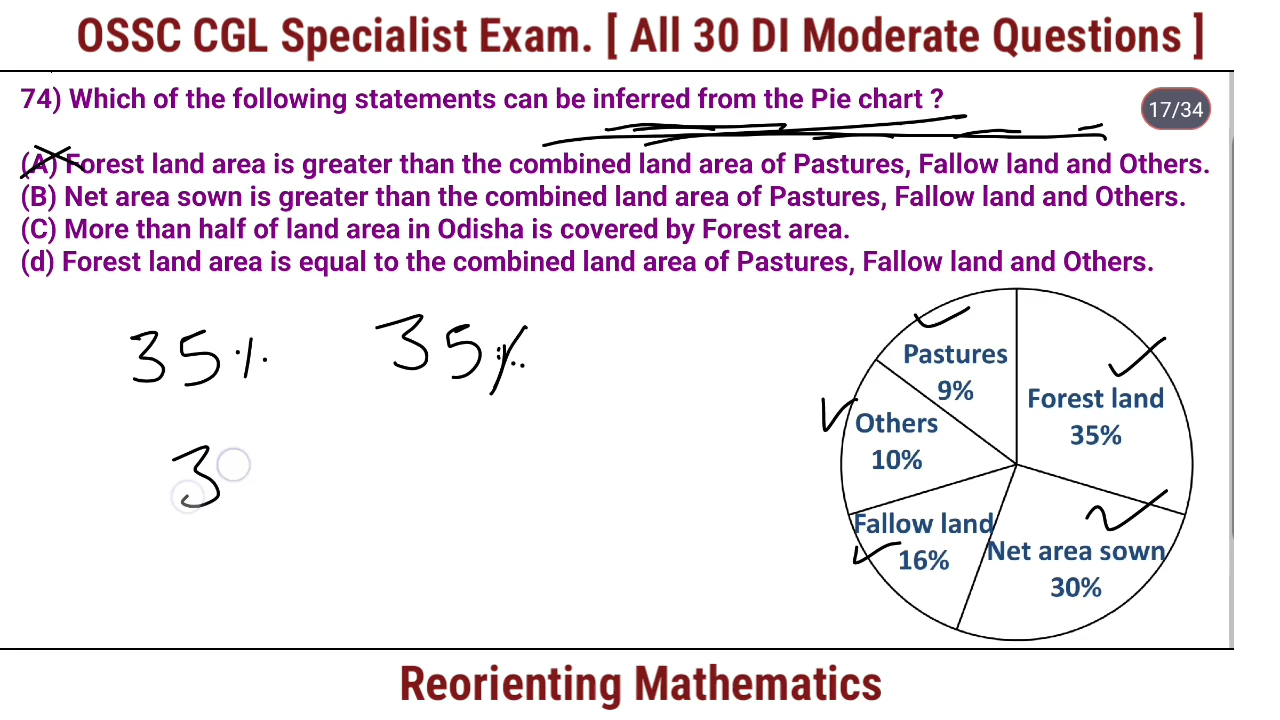 OSSC CGL Specialist Exam. [ All 30 DI Moderate Questions ]
74) Which of the following statements can be inferred from the Pie chart ?
17/34
(A) Forest land area is greater than the combined land area of Pastures, Fallow land and Others.
(B) Net area sown is greater than the combined land area of Pastures, Fallow land and Others.
(C) More than half of land area in Odisha is covered by Forest area.
(d) Forest land area is equal to the combined land area of Pastures, Fallow land and Others.
35% 35%
3
Pastures
9%
Forest land
35%
Others
10%
Fallow land
16%
Net area sown
30%
Reorienting Mathematics